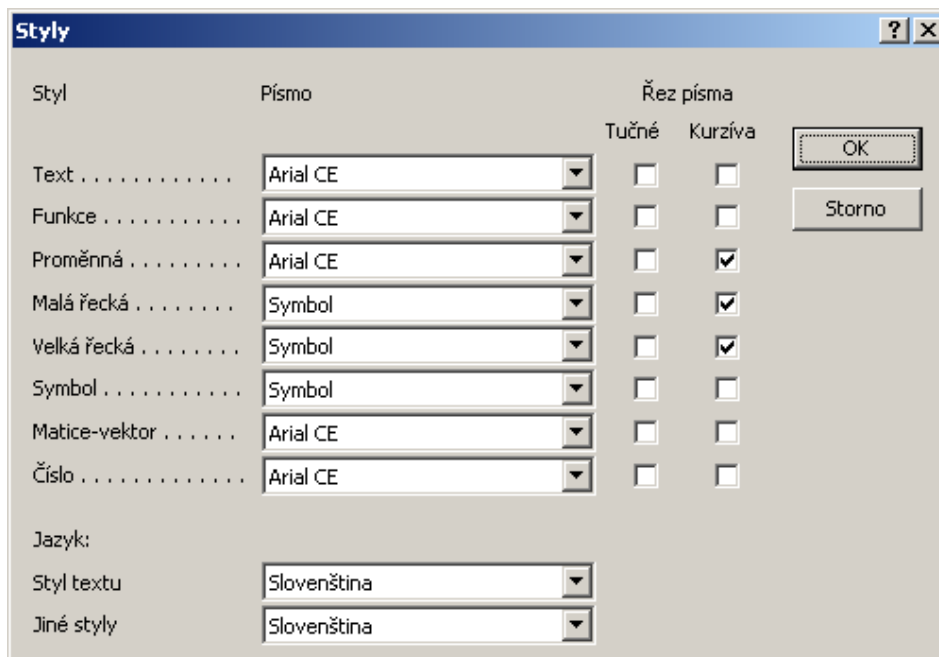 Styly
Styl Písmo Řez písma
Tučné Kurzíva
OK
Text . . . . . . . . . . . . Arial CE
Storno
Funkce . . . . . . . . . . . Arial CE
Proměnná . . . . . . . . . Arial CE
Malá řecká . . . . . . . . Symbol
Velká řecká . . . . . . . . Symbol
Symbol . . . . . . . . . . . Symbol
Matice-vektor . . . . . . Arial CE
Číslo . . . . . . . . . . . . . Arial CE
Jazyk:
Styl textu Slovenština
Jiné styly Slovenština